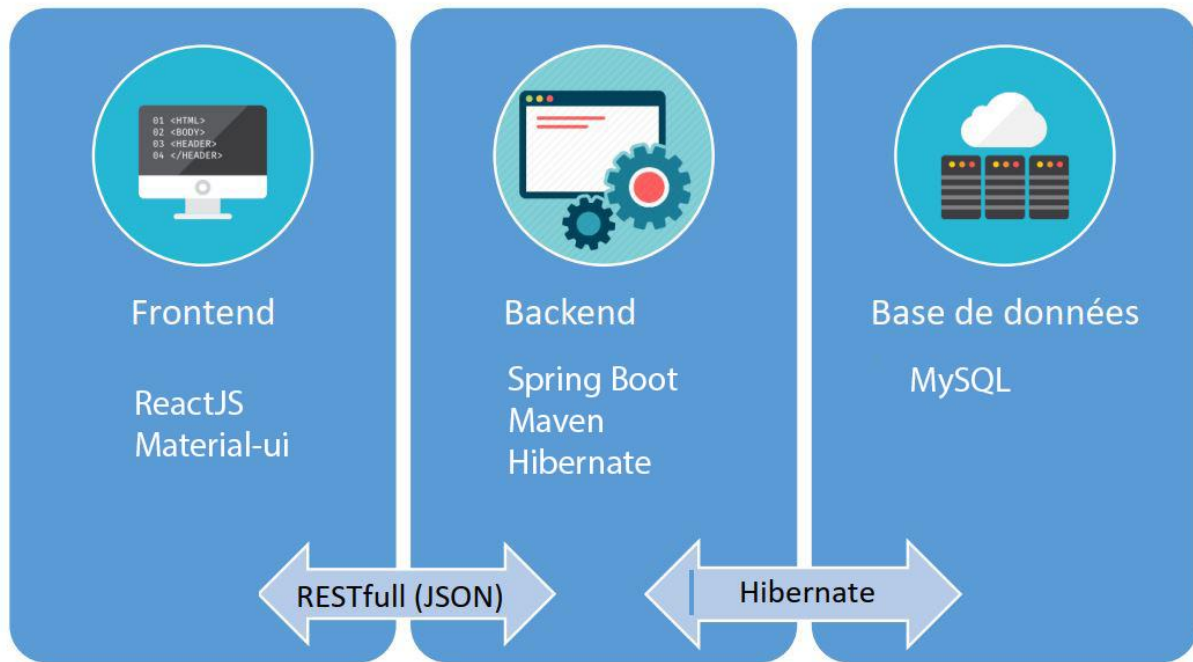 01 <HTML>
02 <BODY>
03 <HEADER>
04 </HEADER>
Frontend
ReactJS
Material-ui
Backend
Spring Boot
Maven
Hibernate
Base de données
MySQL
RESTfull (JSON)
Hibernate